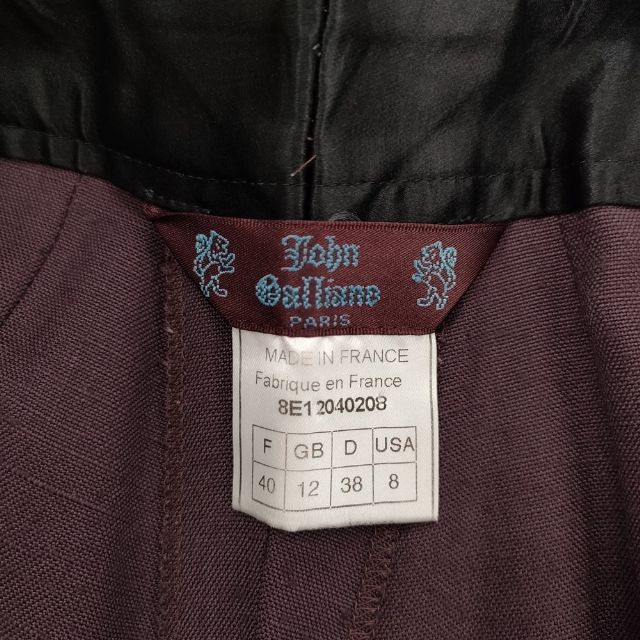 John
Galliano
PARIS
MADE IN FRANCE
Fabrique en France
8E12040208
F GB D USA
40 12 38 8